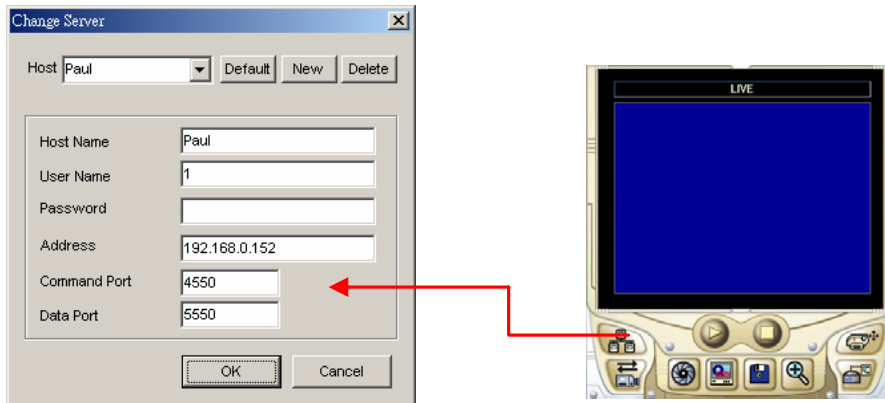 Change Server
Host Paul Default New Delete
Host Name Paul
User Name 1
Password
Address 192.168.0.152
Command Port 4550
Data Port 5550
OK Cancel
LIVE